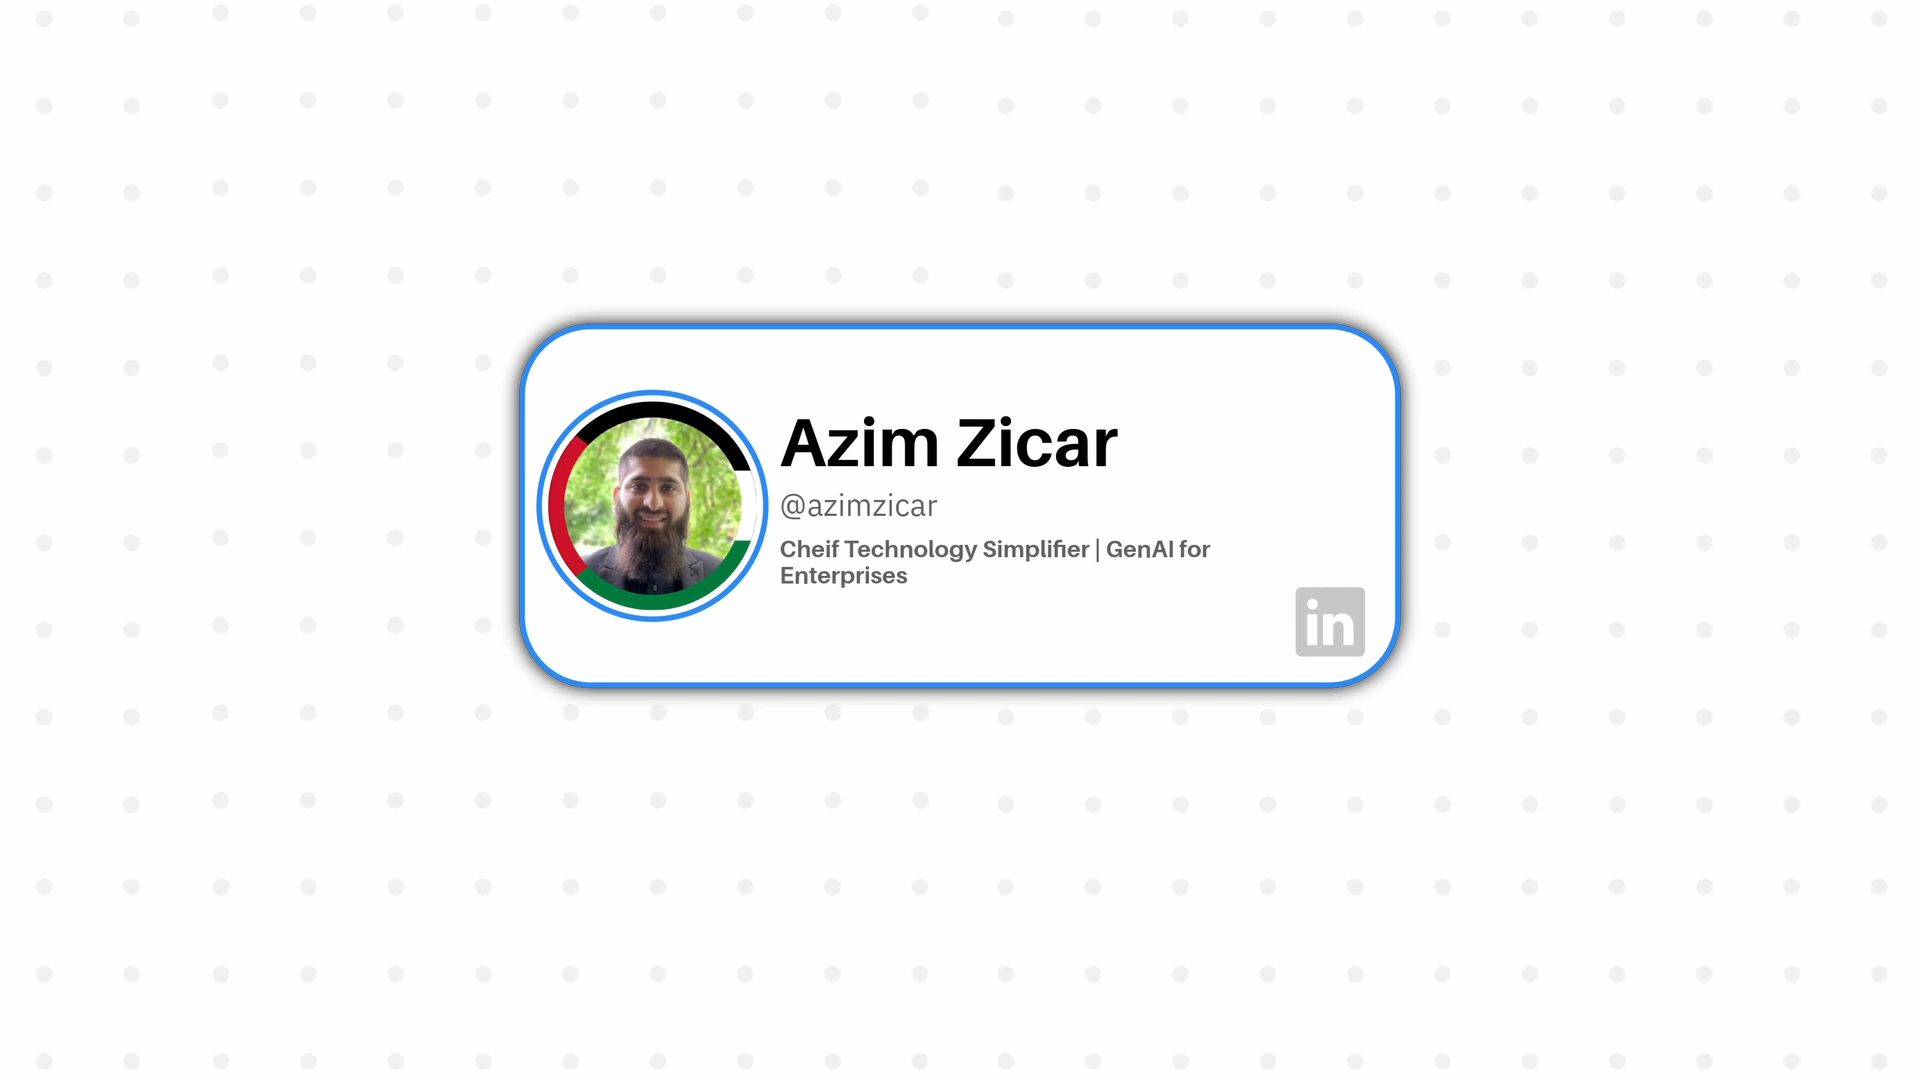 Azim Zicar
@azimzicar
Cheif Technology Simplifier | GenAI for
Enterprises
in